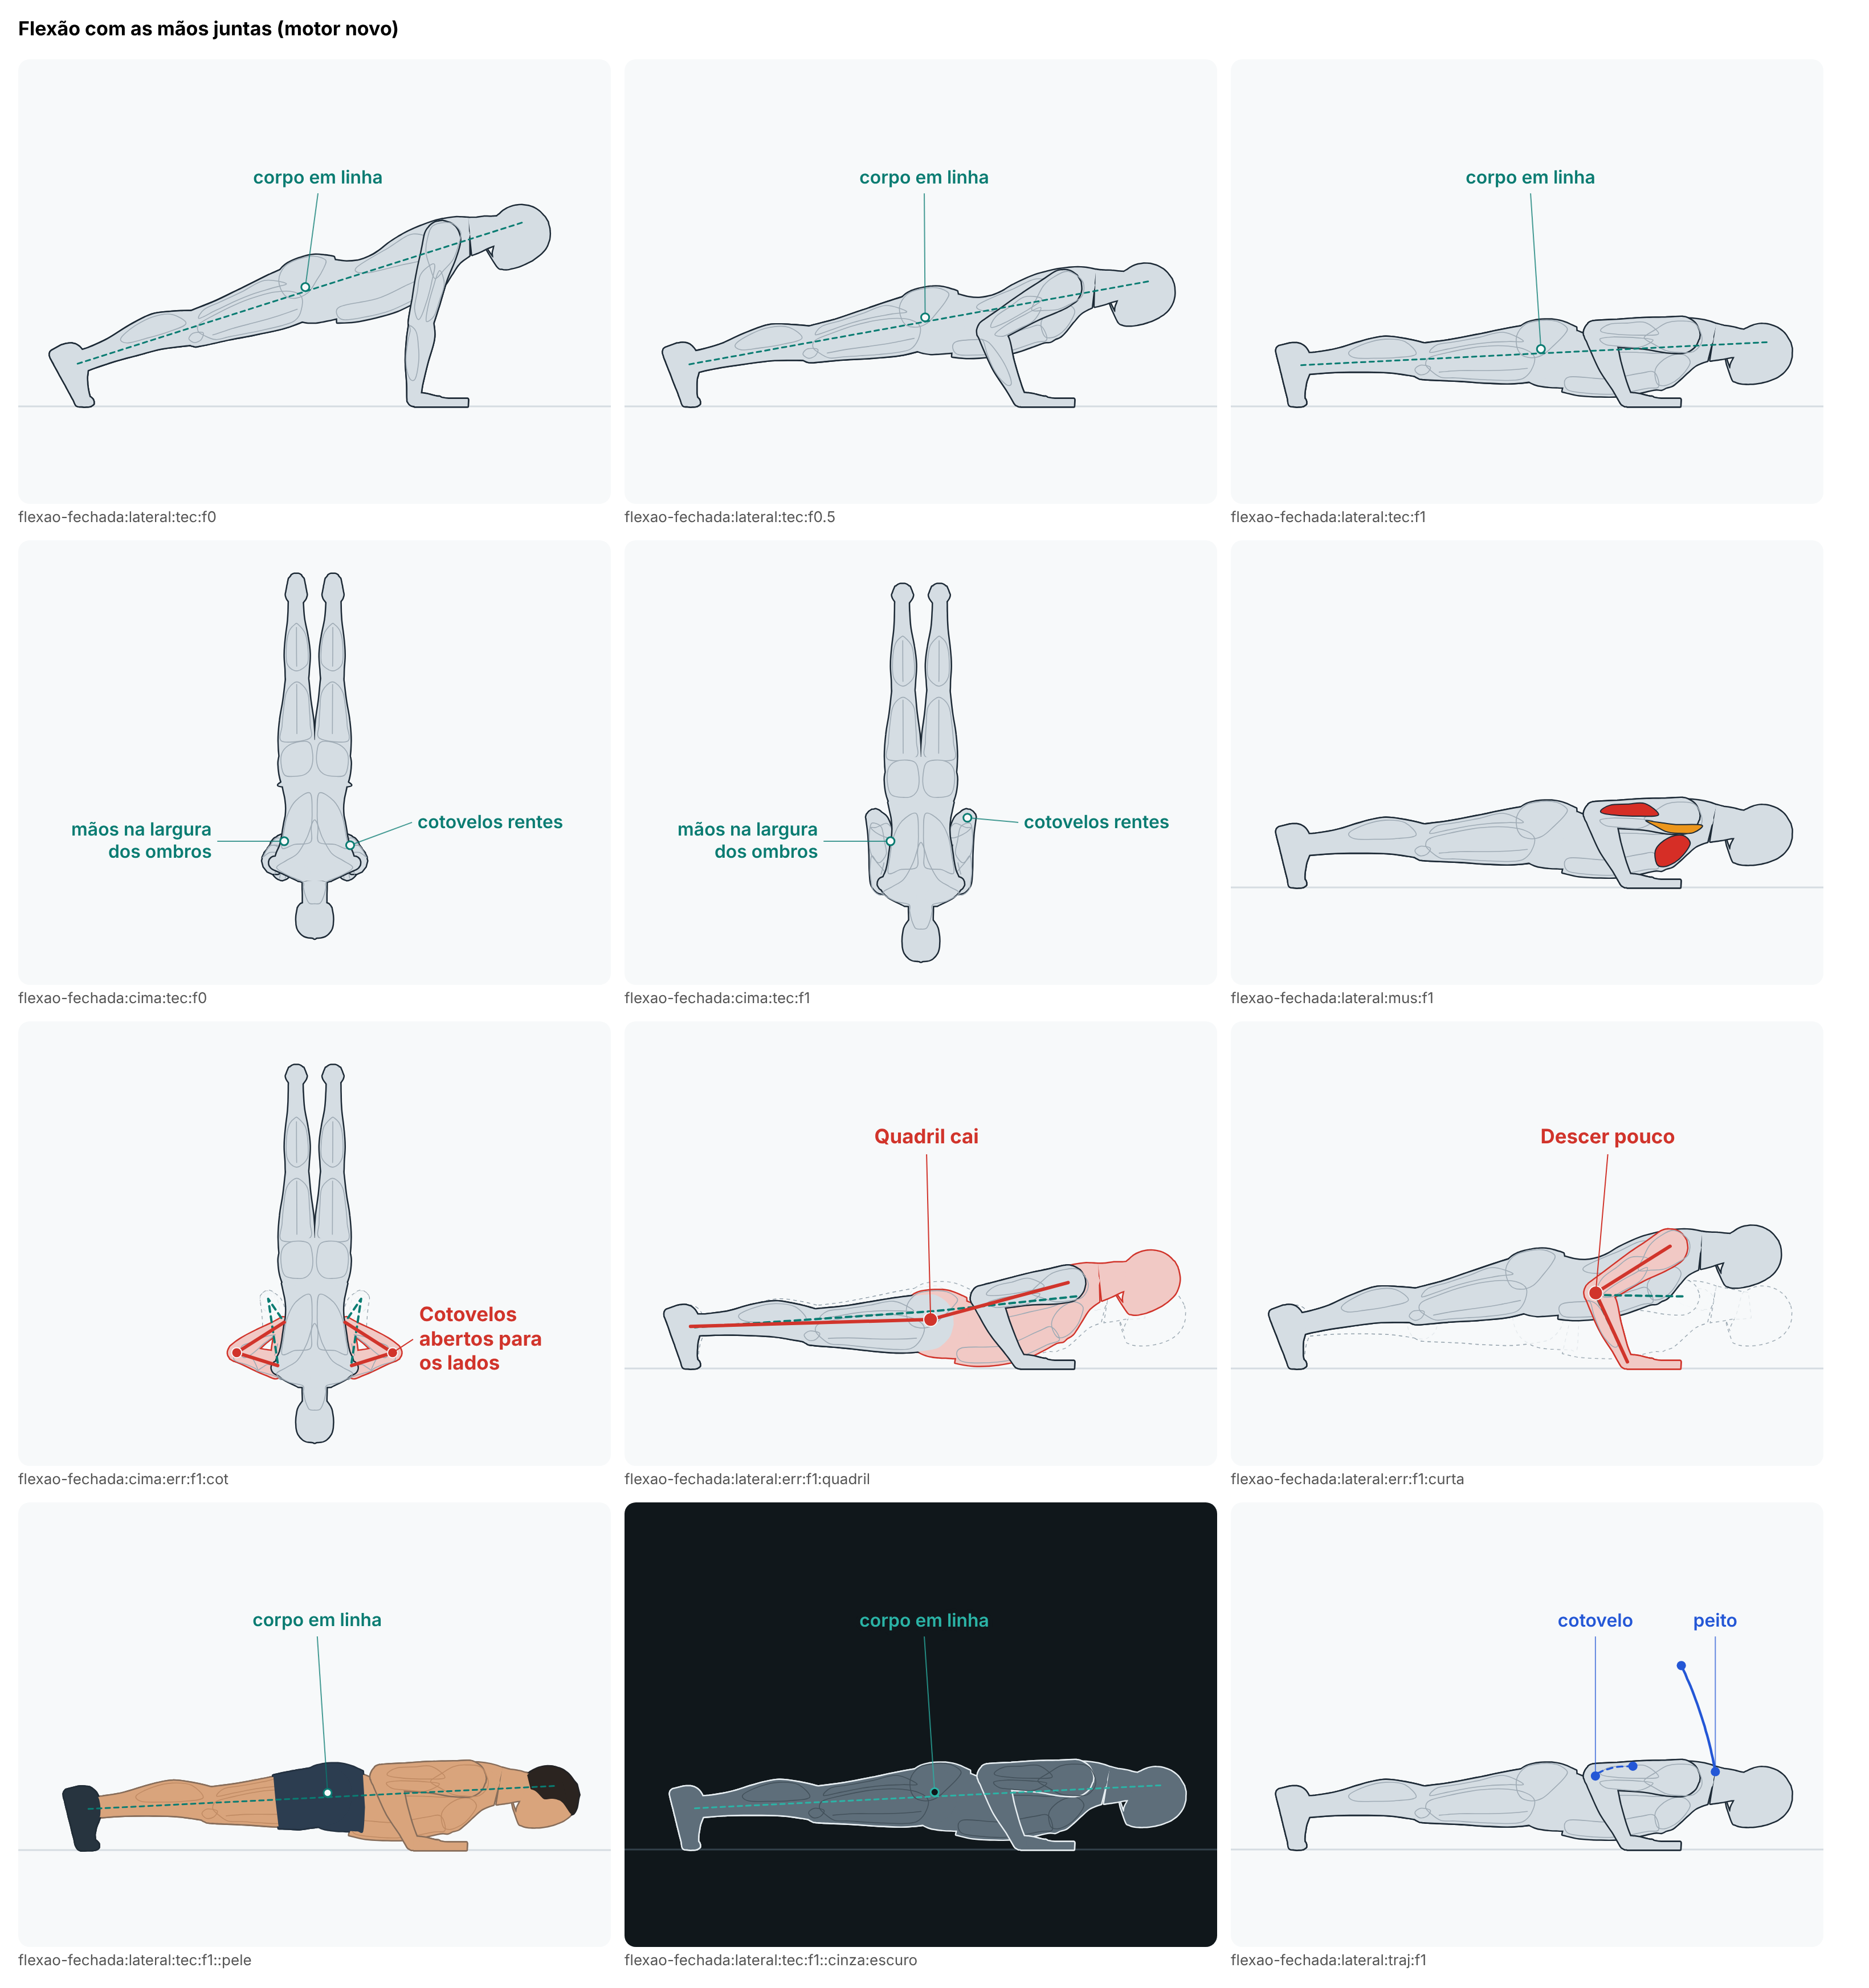 Flexão com as mãos juntas (motor novo)
corpo em linha
corpo em linha
corpo em linha
flexao-fechada:lateral:tec:f0
flexao-fechada:lateral:tec:f0.5
flexao-fechada:lateral:tec:f1
mãos na largura
dos ombros
cotovelos rentes
mãos na largura
dos ombros
cotovelos rentes
flexao-fechada:cima:tec:f0
flexao-fechada:cima:tec:f1
flexao-fechada:lateral:mus:f1
Cotovelos
abertos para
os lados
Quadril cai
Descer pouco
flexao-fechada:cima:err:f1:cot
flexao-fechada:lateral:err:f1:quadril
flexao-fechada:lateral:err:f1:curta
corpo em linha
corpo em linha
cotovelo
peito
flexao-fechada:lateral:tec:f1::pele
flexao-fechada:lateral:tec:f1::cinza:escuro
flexao-fechada:lateral:traj:f1